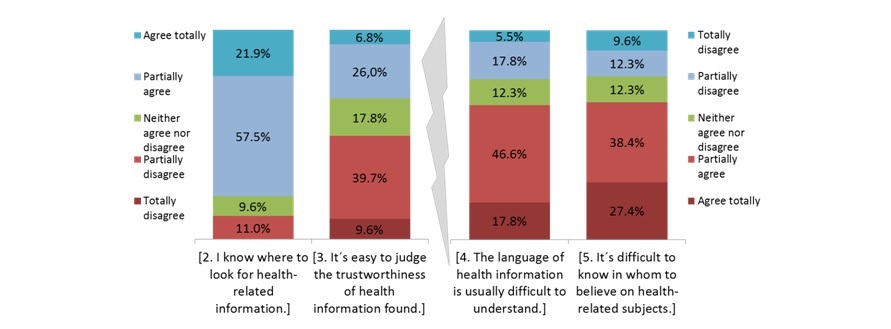 Agree totally
Partially
agree
Neither
agree nor
disagree
Partially
disagree
Totally
disagree
21.9%
57.5%
9.6%
11.0%
6.8%
26,0%
17.8%
39.7%
9.6%
5.5%
17.8%
12.3%
46.6%
17.8%
9.6%
12.3%
12.3%
38.4%
27.4%
Totally
disagree
Partially
disagree
Neither
agree nor
disagree
Partially
agree
Agree totally
[2. I know where to
look for health-
related
information.]
[3. It´s easy to judge
the trustworthiness
of health
information found.]
[4. The language of
health information
is usually difficult to
understand.]
[5. It´s difficult to
know in whom to
believe on health-
related subjects.]